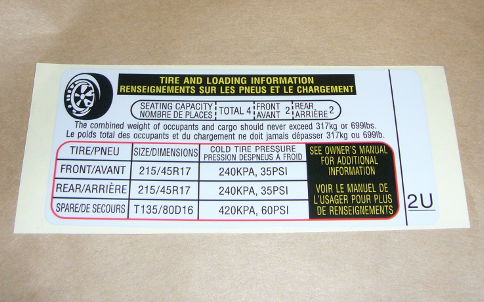 TIRE AND LOADING INFORMATION
RENSEIGNEMENTS SUR LES PNEUS ET LE CHARGEMENT
SEATING CAPACITY
NOMBRE DE PLACES
TOTAL 4
FRONT
AVANT 2
REAR
ARRIÈRE 2
The combined weight of occupants and cargo should never exceed 317kg or 699lbs.
Le poids total des occupants et du chargement ne doit jamais dépasser 317kg ou 699lb.
TIRE/PNEU SIZE/DIMENSIONS COLD TIRE PRESSURE
PRESSION DESPNEUS A FROID
FRONT/AVANT 215/45R17 240KPA, 35PSI
REAR/ARRIÈRE 215/45R17 240KPA, 35PSI
SPARE/DE SECOURS T135/80D16 420KPA, 60PSI
SEE OWNER'S MANUAL
FOR ADDITIONAL
INFORMATION
VOIR LE MANUEL DE
L'USAGER POUR PLUS
DE RENSEIGNEMENTS
2U